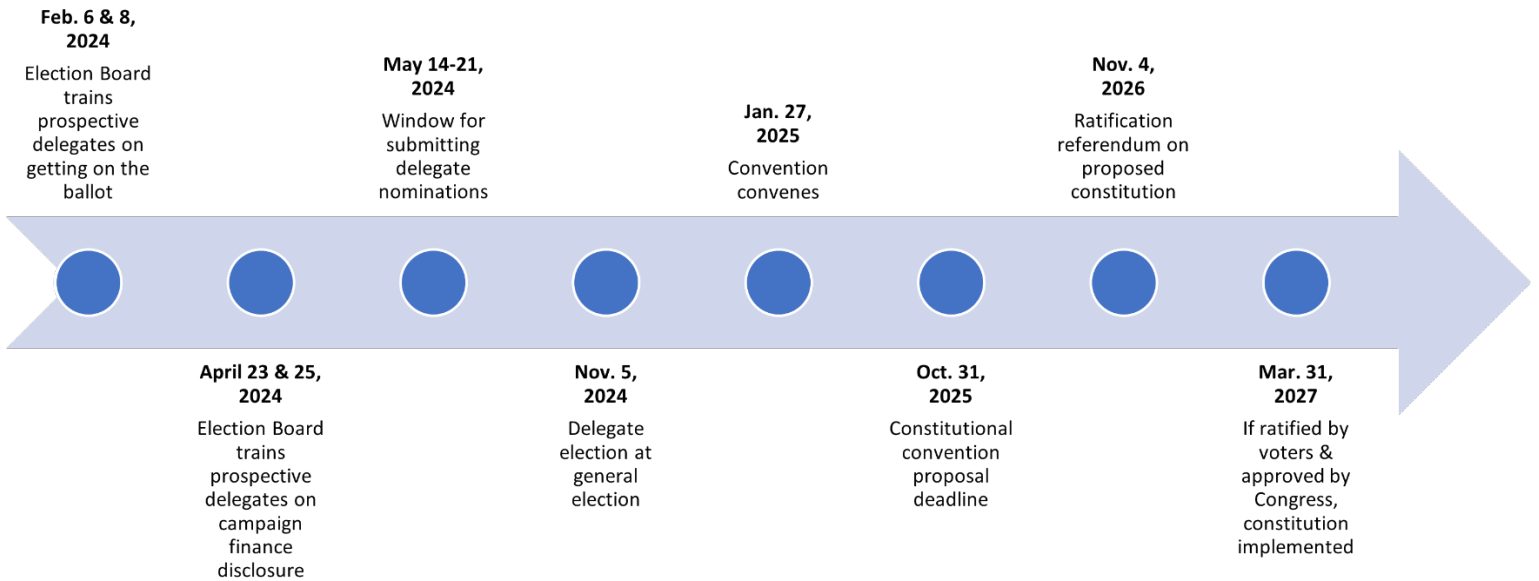 Feb. 6 & 8,
2024
Election Board
trains
prospective
delegates on
getting on the
ballot
April 23 & 25,
2024
Election Board
trains
prospective
delegates on
campaign
finance
disclosure
May 14-21,
2024
Window for
submitting
delegate
nominations
Nov. 5,
2024
Delegate
election at
general
election
Jan. 27,
2025
Convention
convenes
Oct. 31,
2025
Constitutional
convention
proposal
deadline
Nov. 4,
2026
Ratification
referendum on
proposed
constitution
Mar. 31,
2027
If ratified by
voters &
approved by
Congress,
constitution
implemented